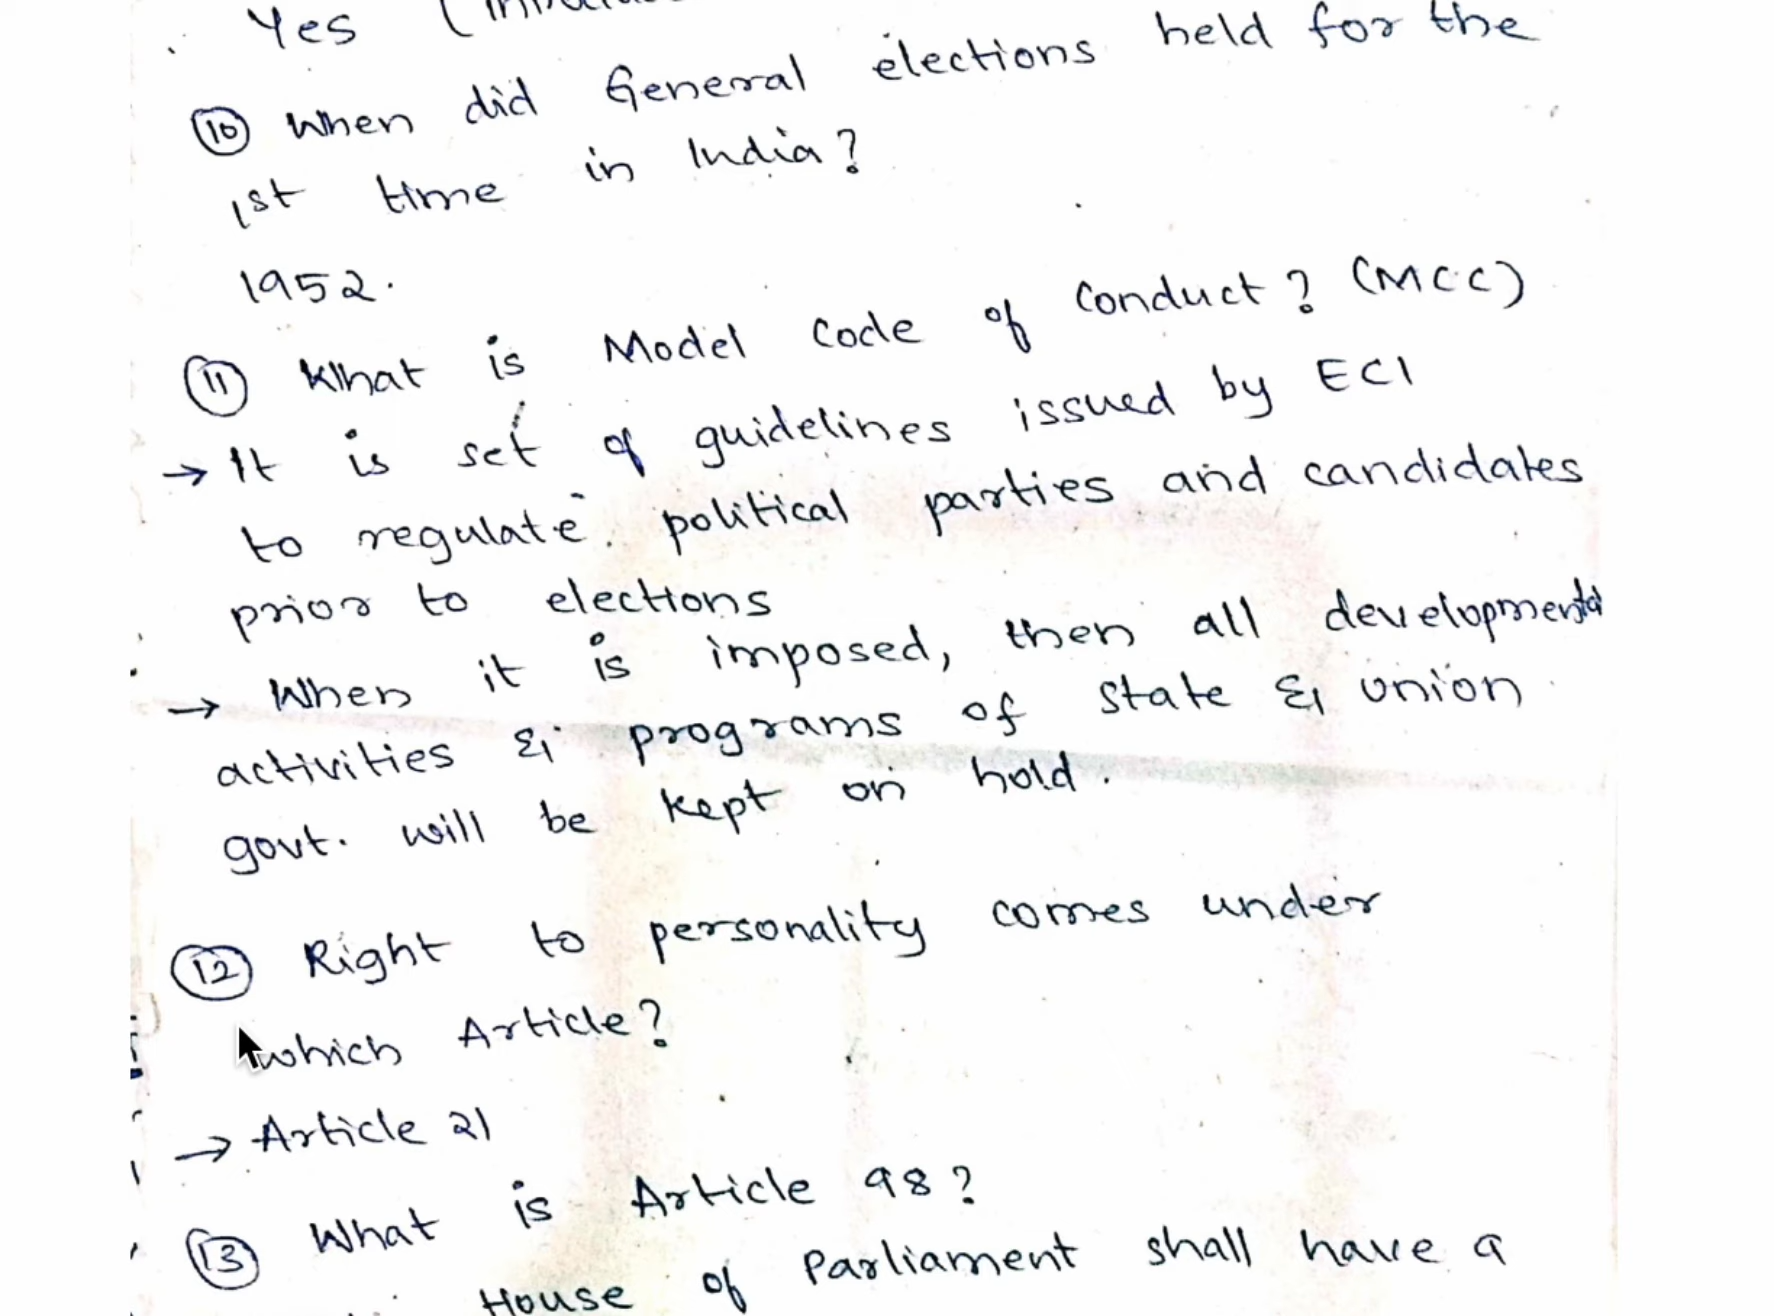 Yes (
⑩ When did General elections held for the
1st time in India?
1952.
⑪ What is Model Code of Conduct? (MCC)
→ It is set of guidelines issued by ECI
to regulate political parties and candidates
prior to elections
→ When it is imposed, then all developmental
activities & programs of state & union
govt. will be kept on hold.
⑫ Right to personality comes under
which Article?
→ Article 21
⑬ What is Article 98?
House of Parliament shall have a